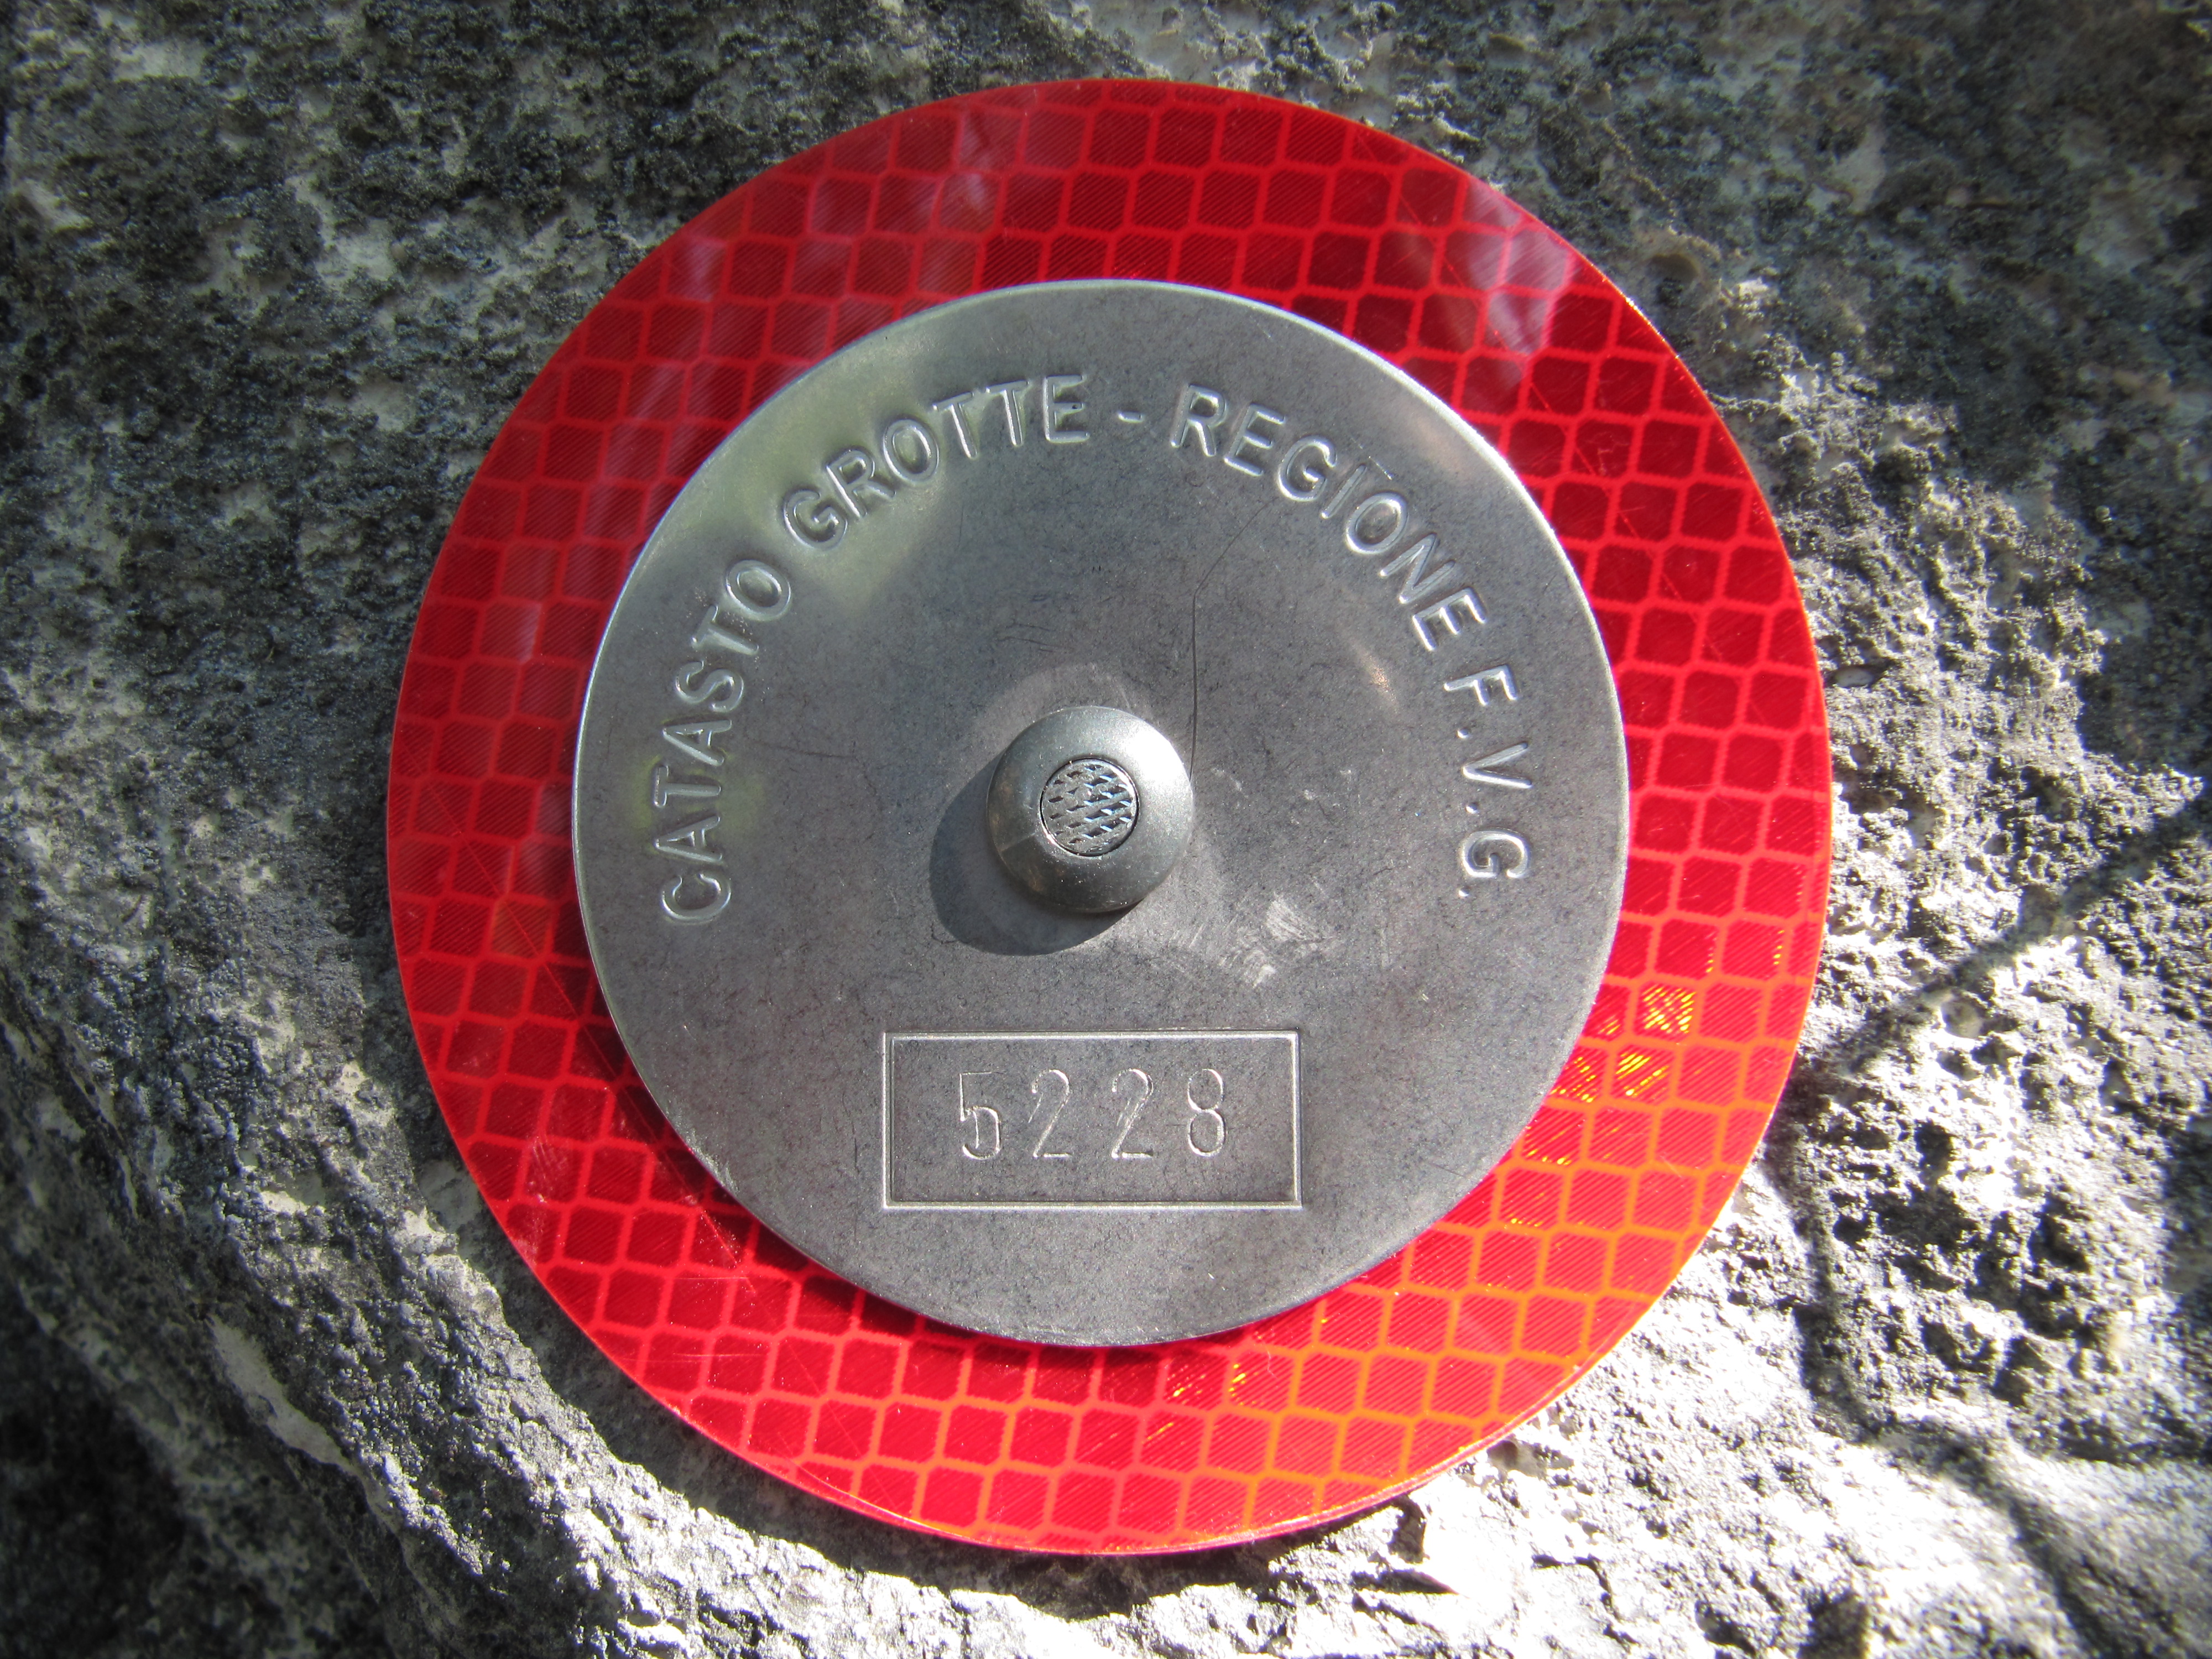 CATASTO GROTTE - REGIONE F.V.G.
5228